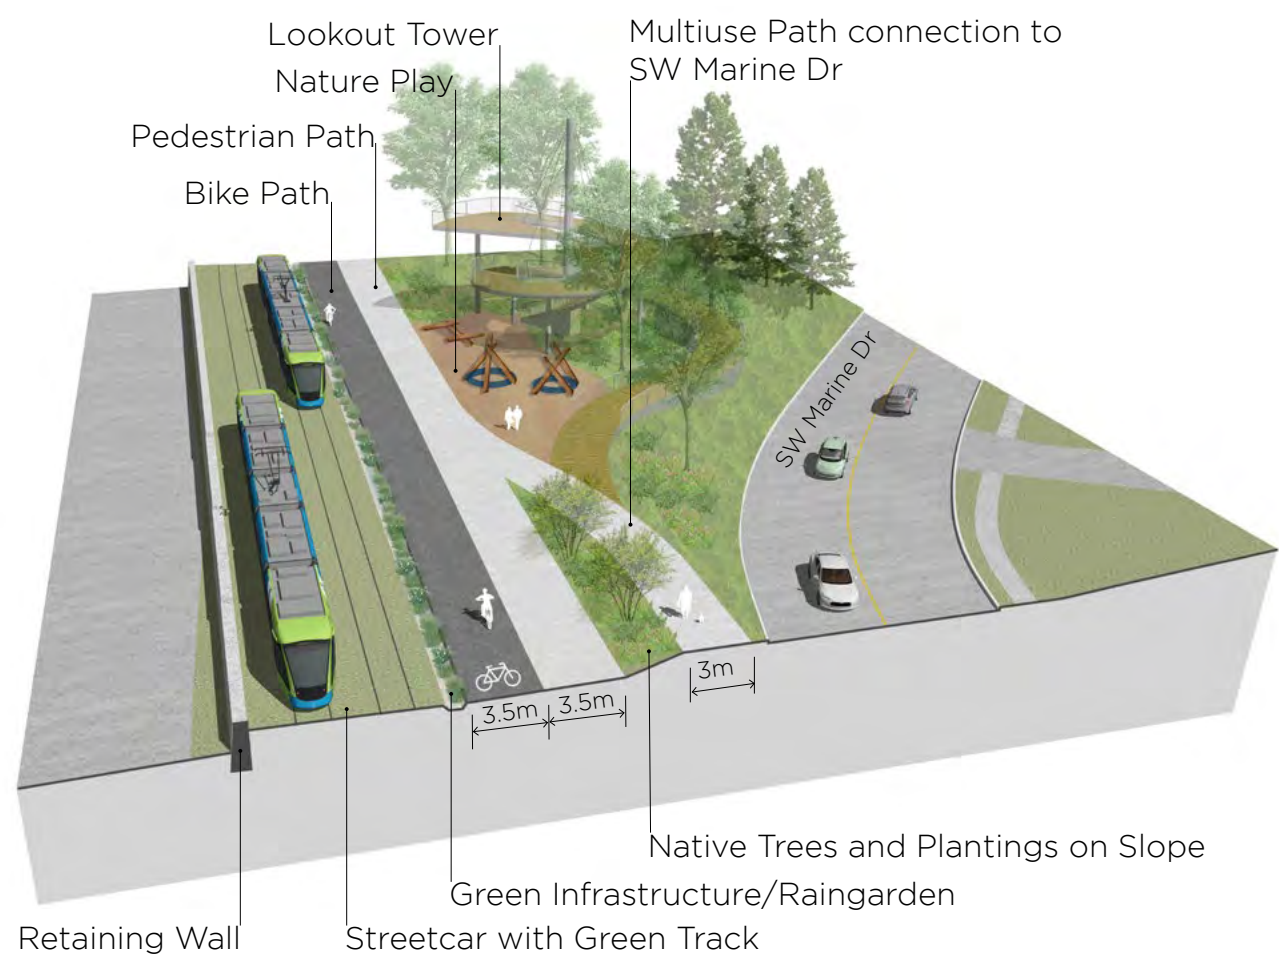 Lookout Tower
Multiuse Path connection to
SW Marine Dr
Nature Play
Pedestrian Path
Bike Path
SW Marine Dr
3m
3.5m
3.5m
Native Trees and Plantings on Slope
Green Infrastructure/Raingarden
Retaining Wall
Streetcar with Green Track